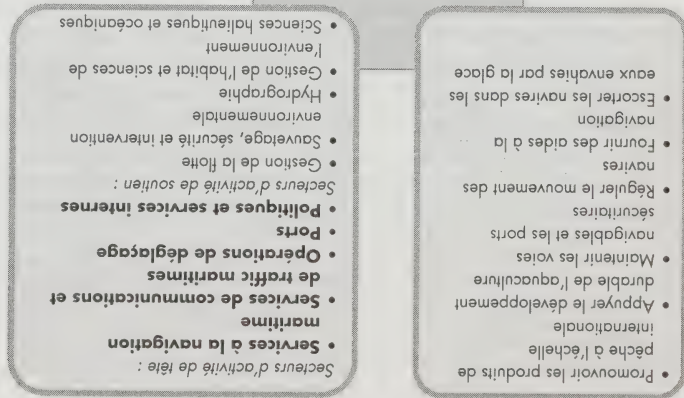 Secteurs d'activité de tête :
• Services à la navigation
maritime
• Services de communications et
de traffic maritimes
• Opérations de déglaçage
• Ports
• Politiques et services internes
Secteurs d'activité de soutien :
• Gestion de la flotte
• Sauvetage, sécurité et intervention
environnementale
• Hydrographie
• Gestion de l'habitat et sciences de
l'environnement
• Sciences halieutiques et océaniques
• Promouvoir les produits de
pêche à l'échelle
internationale
• Appuyer le développement
durable de l'aquaculture
• Maintenir les voies
navigables et les ports
sécuritaires
• Réguler le mouvement des
navires
• Fournir des aides à la
navigation
• Escorter les navires dans les
eaux envahies par la glace